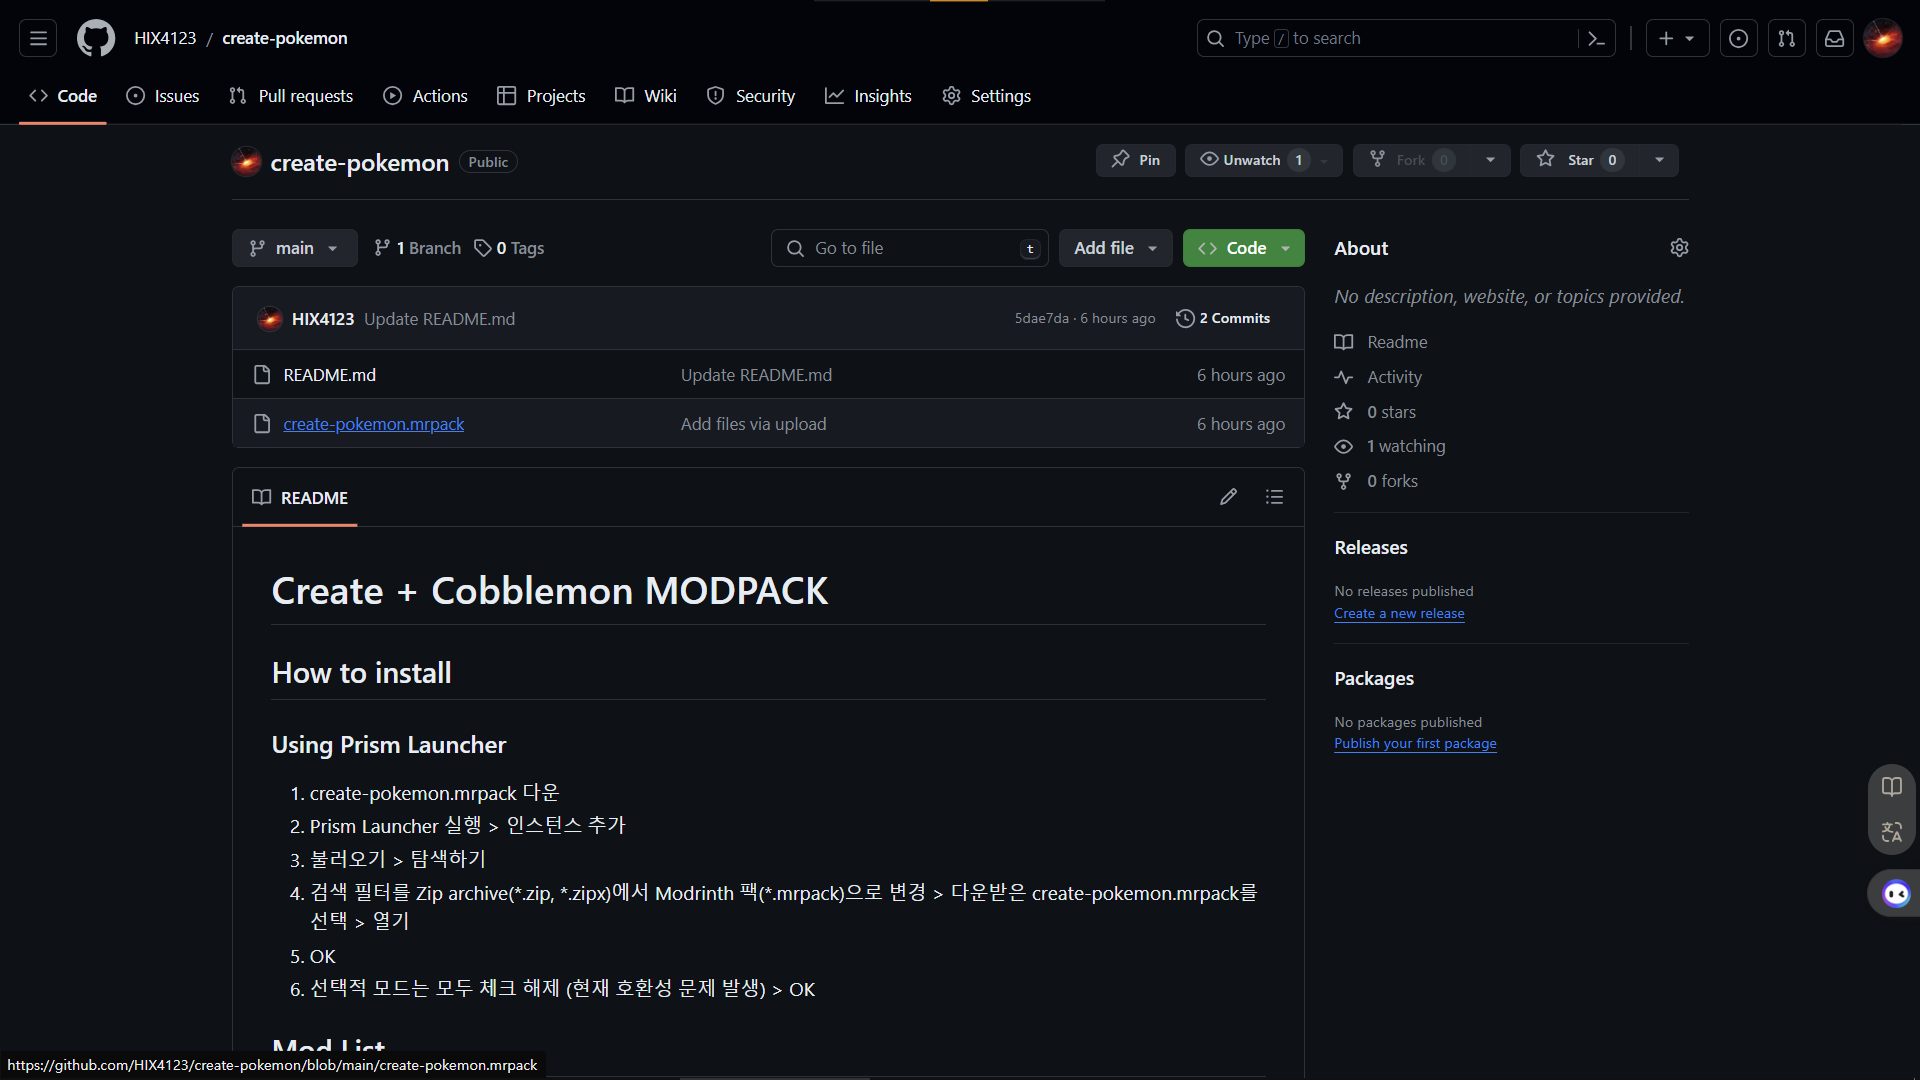 HIX4123 / create-pokemon
Type / to search
Code
Issues
Pull requests
Actions
Projects
Wiki
Security
Insights
Settings
create-pokemon Public
Pin
Unwatch 1
Fork 0
Star 0
main
1 Branch
0 Tags
Go to file t
Add file
Code
HIX4123 Update README.md
5dae7da · 6 hours ago
2 Commits
README.md Update README.md 6 hours ago
create-pokemon.mrpack Add files via upload 6 hours ago
README
Create + Cobblemon MODPACK
How to install
Using Prism Launcher
1. create-pokemon.mrpack 다운
2. Prism Launcher 실행 > 인스턴스 추가
3. 불러오기 > 탐색하기
4. 검색 필터를 Zip archive(*.zip, *.zipx)에서 Modrinth 팩(*.mrpack)으로 변경 > 다운받은 create-pokemon.mrpack를
선택 > 열기
5. OK
6. 선택적 모드는 모두 체크 해제 (현재 호환성 문제 발생) > OK
Mod List
About
No description, website, or topics provided.
Readme
Activity
0 stars
1 watching
0 forks
Releases
No releases published
Create a new release
Packages
No packages published
Publish your first package
https://github.com/HIX4123/create-pokemon/blob/main/create-pokemon.mrpack